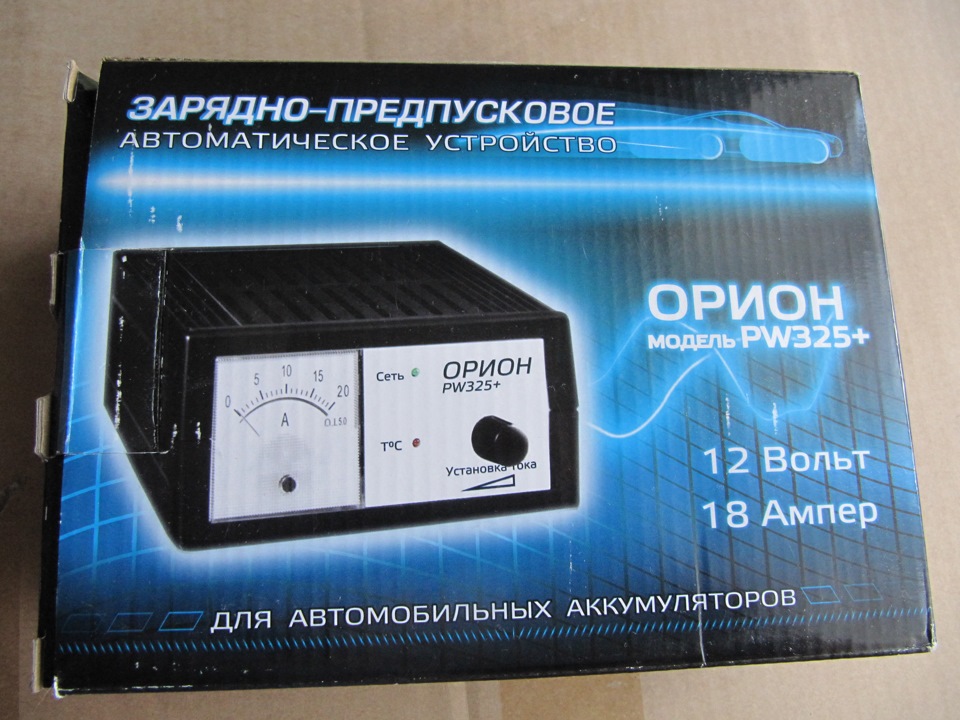 ЗАРЯДНО-ПРЕДПУСКОВОЕ
АВТОМАТИЧЕСКОЕ УСТРОЙСТВО
ОРИОН
МОДЕЛЬ PW325+
12 Вольт
18 Ампер
0 5 10 15 20
A
Сеть
ОРИОН
PW325+
T°C
Установка тока
ДЛЯ АВТОМОБИЛЬНЫХ АККУМУЛЯТОРОВ